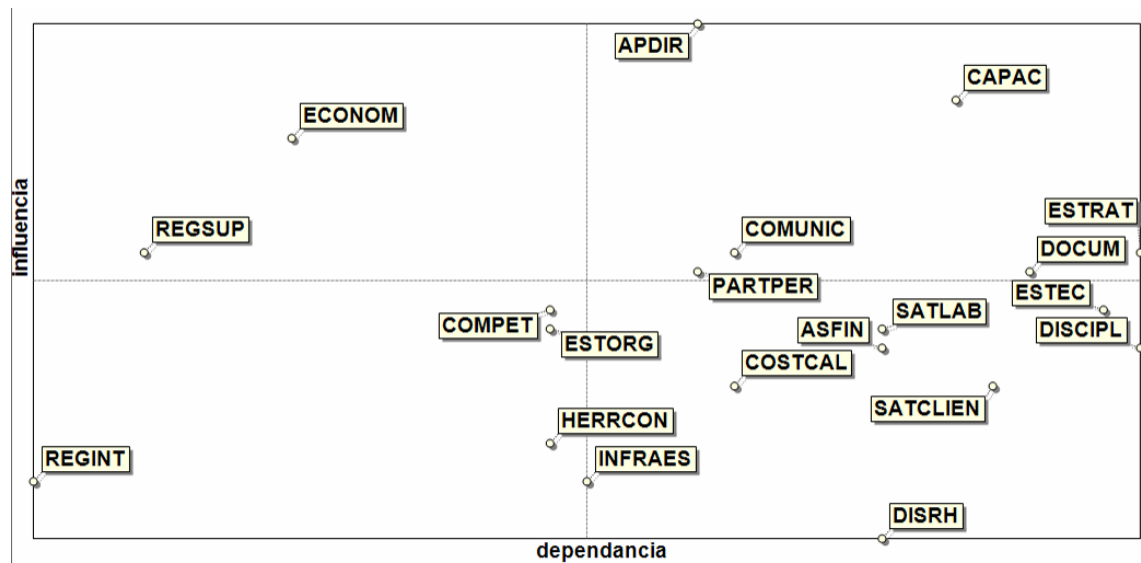 APDIR
CAPAC
ECONOM
ESTRAT
REGSUP
COMUNIC
DOCUM
influencia
PARTPER
ESTEC
SATLAB
COMPET
ASFIN
DISCIPL
ESTORG
COSTCAL
SATCLIEN
HERRCON
REGINT
INFRAES
DISRH
dependancia